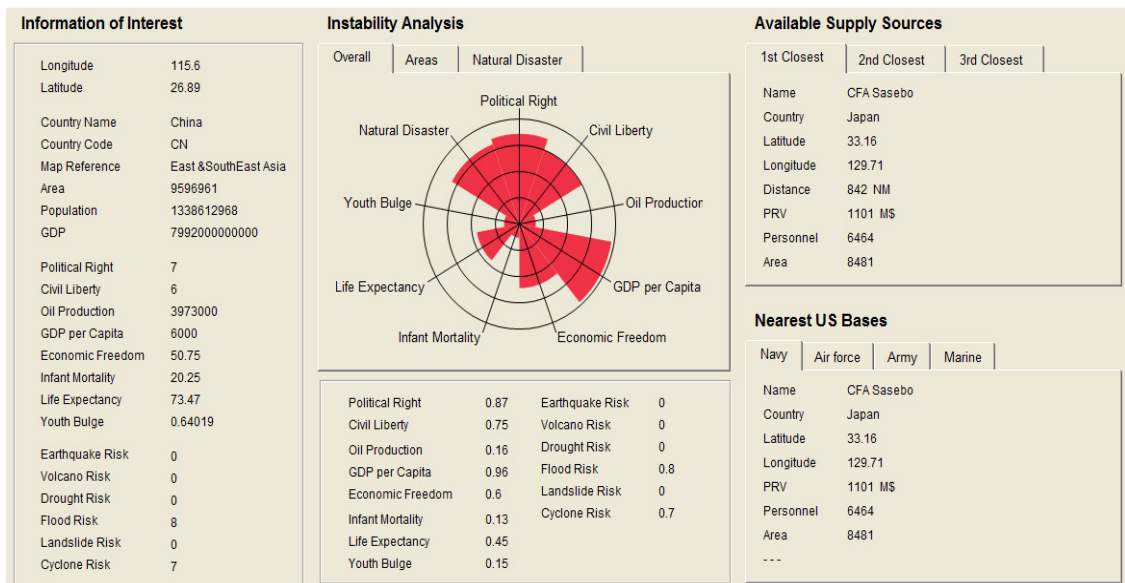 Information of Interest
Longitude 115.6
Latitude 26.89
Country Name China
Country Code CN
Map Reference East &SouthEast Asia
Area 9596961
Population 1338612968
GDP 7992000000000
Political Right 7
Civil Liberty 6
Oil Production 3973000
GDP per Capita 6000
Economic Freedom 50.75
Infant Mortality 20.25
Life Expectancy 73.47
Youth Bulge 0.64019
Earthquake Risk 0
Volcano Risk 0
Drought Risk 0
Flood Risk 8
Landslide Risk 0
Cyclone Risk 7
Instability Analysis
Overall Areas Natural Disaster
Political Right
Natural Disaster Civil Liberty
Youth Bulge Oil Production
Life Expectancy GDP per Capita
Infant Mortality Economic Freedom
Political Right 0.87 Earthquake Risk 0
Civil Liberty 0.75 Volcano Risk 0
Oil Production 0.16 Drought Risk 0
GDP per Capita 0.96 Flood Risk 0.8
Economic Freedom 0.6 Landslide Risk 0
Infant Mortality 0.13 Cyclone Risk 0.7
Life Expectancy 0.45
Youth Bulge 0.15
Available Supply Sources
1st Closest 2nd Closest 3rd Closest
Name CFA Sasebo
Country Japan
Latitude 33.16
Longitude 129.71
Distance 842 NM
PRV 1101 M$
Personnel 6464
Area 8481
Nearest US Bases
Navy Air force Army Marine
Name CFA Sasebo
Country Japan
Latitude 33.16
Longitude 129.71
PRV 1101 M$
Personnel 6464
Area 8481
---